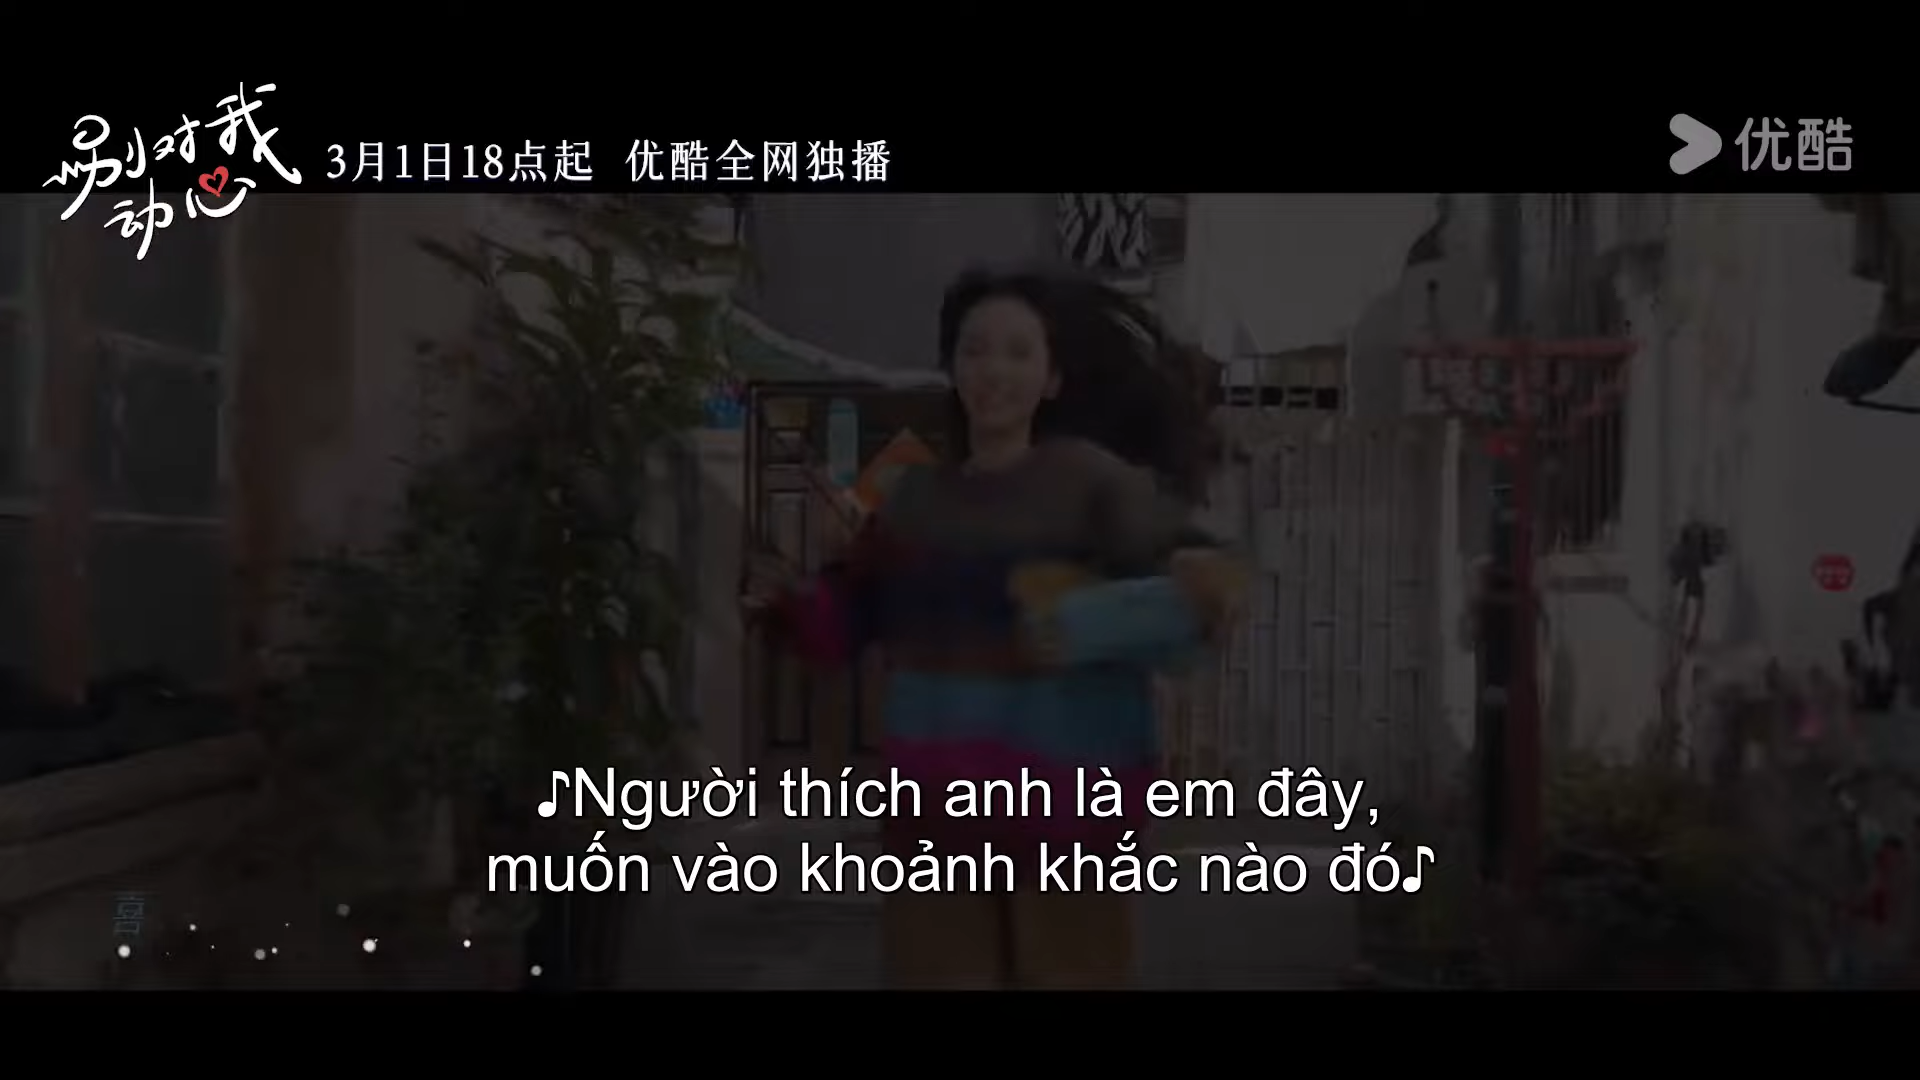 别对我
动心
3月1日18点起 优酷全网独播
优酷
♪Người thích anh là em đây,
muốn vào khoảnh khắc nào đó♪
喜